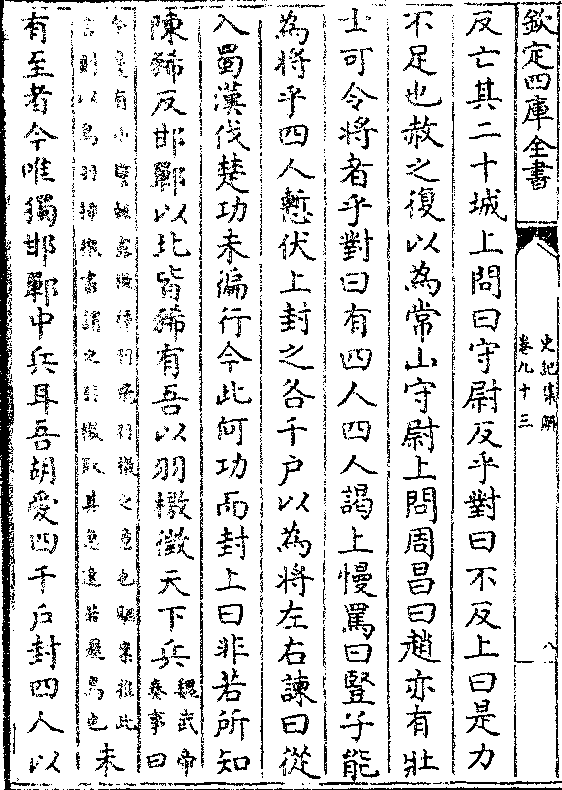 欽定四庫全書
史記集解
卷九十三
八
反亡其二十城上問曰守尉反乎對曰不反上曰是力
不足也赦之復以為常山守尉上問周昌曰趙亦有壯
士可令將者乎對曰有四人四人謁上慢罵曰豎子能
為將乎四人慙伏上封之各千戶以為將左右諫曰從
入蜀漢伐楚功未徧行今此何功而封上曰非若所知
陳豨反邯鄲以北皆豨有吾以羽檄徵天下兵魏武帝奏事曰
今邊有小警輒露檄插羽飛羽檄之意也駰案推此
言則以鳥羽插檄書謂之羽檄取其急速若飛鳥也未
有至者今唯獨邯鄲中兵耳吾胡愛四千戶封四人以